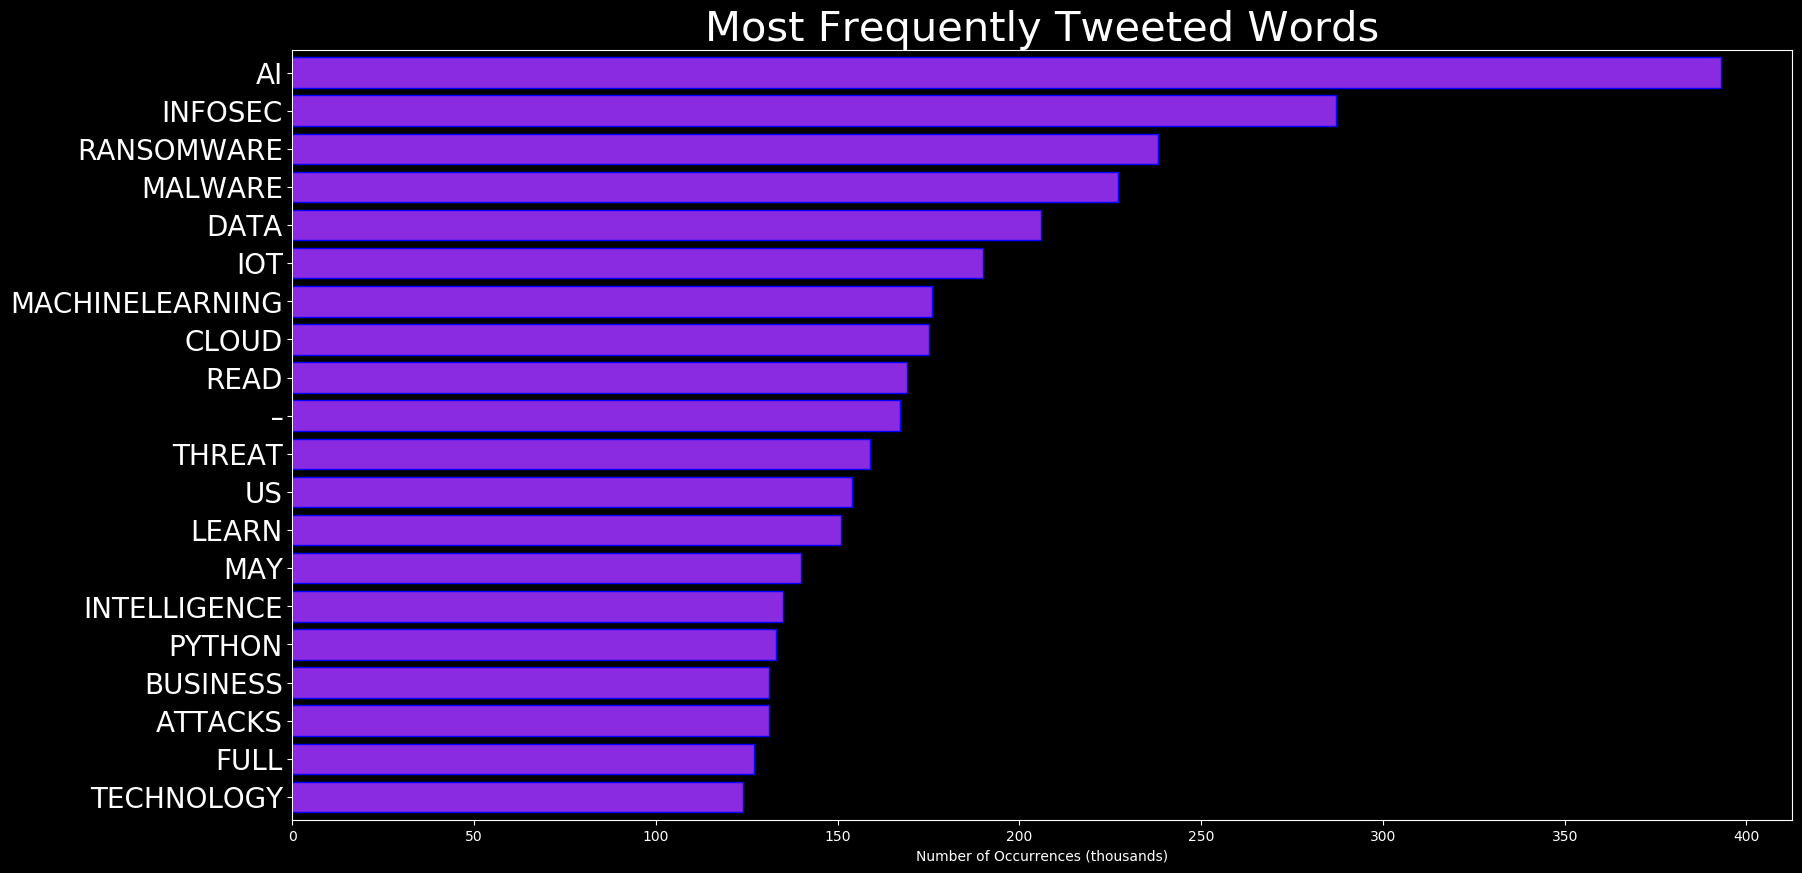 Most Frequently Tweeted Words
AI
INFOSEC
RANSOMWARE
MALWARE
DATA
IOT
MACHINELEARNING
CLOUD
READ
–
THREAT
US
LEARN
MAY
INTELLIGENCE
PYTHON
BUSINESS
ATTACKS
FULL
TECHNOLOGY
0 50 100 150 200 250 300 350 400
Number of Occurrences (thousands)